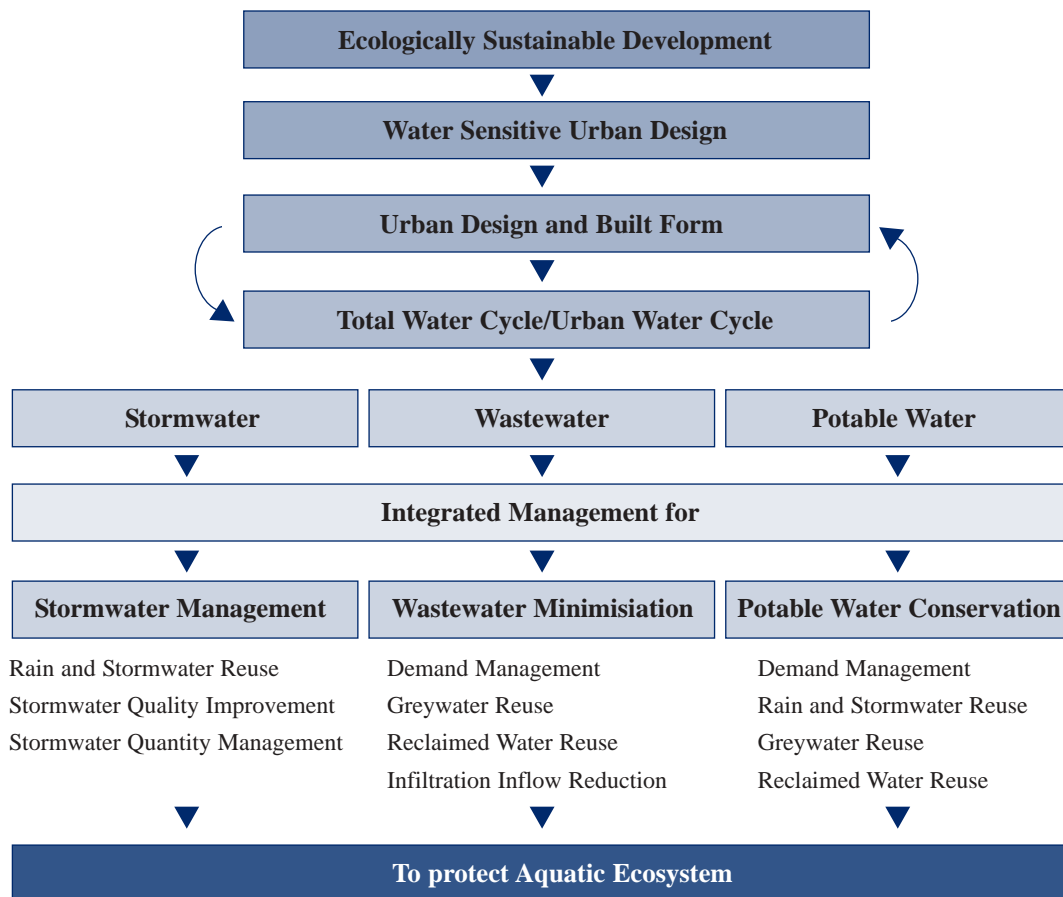 Ecologically Sustainable Development
Water Sensitive Urban Design
Urban Design and Built Form
Total Water Cycle/Urban Water Cycle
Stormwater
Wastewater
Potable Water
Integrated Management for
Stormwater Management
Wastewater Minimisiation
Potable Water Conservation
Rain and Stormwater Reuse
Stormwater Quality Improvement
Stormwater Quantity Management
Demand Management
Greywater Reuse
Reclaimed Water Reuse
Infiltration Inflow Reduction
Demand Management
Rain and Stormwater Reuse
Greywater Reuse
Reclaimed Water Reuse
To protect Aquatic Ecosystem